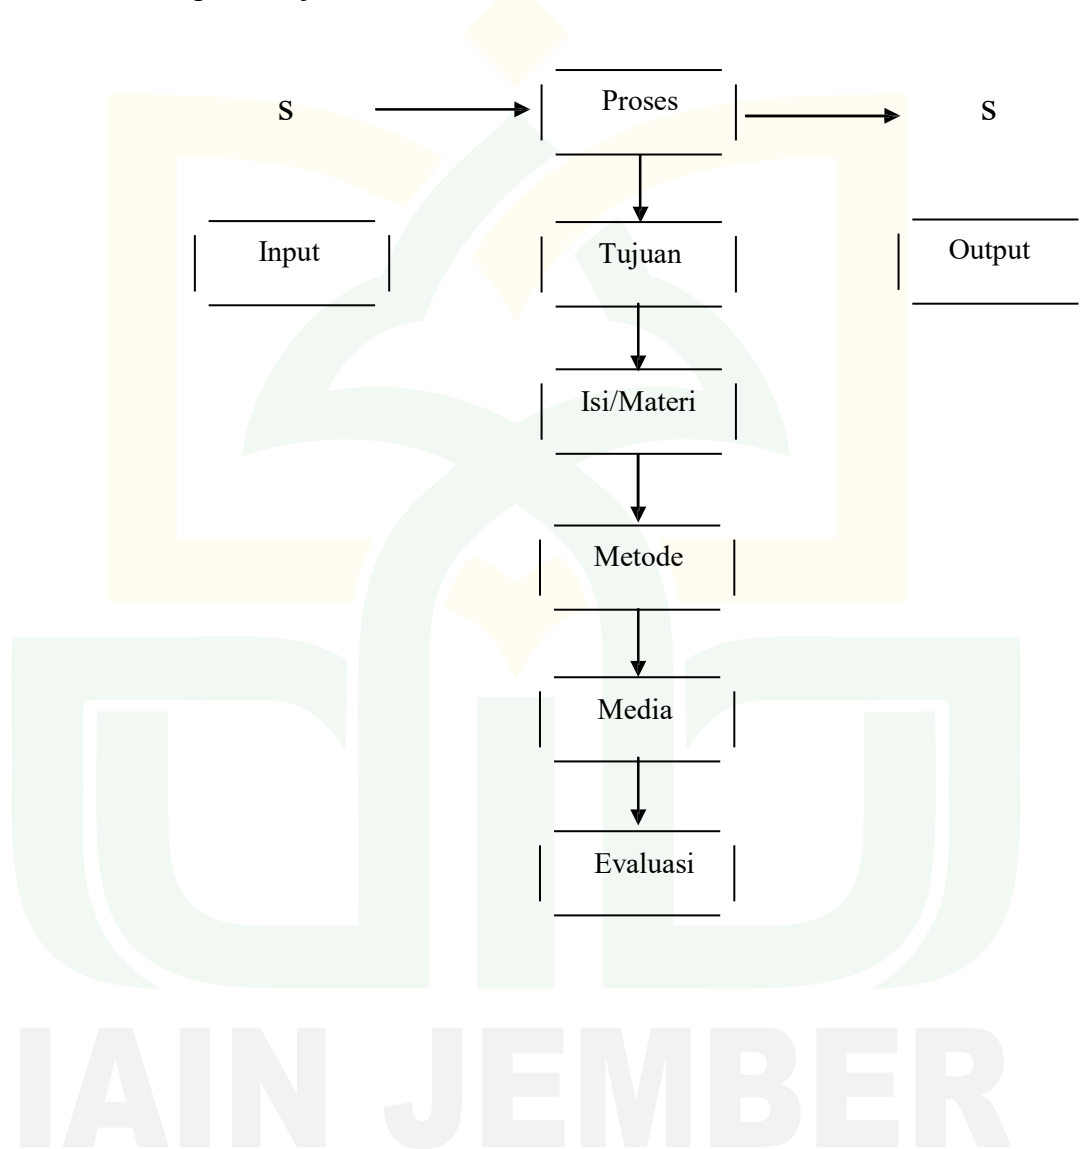 S
Proses
S
Input
Tujuan
Output
Isi/Materi
Metode
Media
Evaluasi
IAIN JEMBER